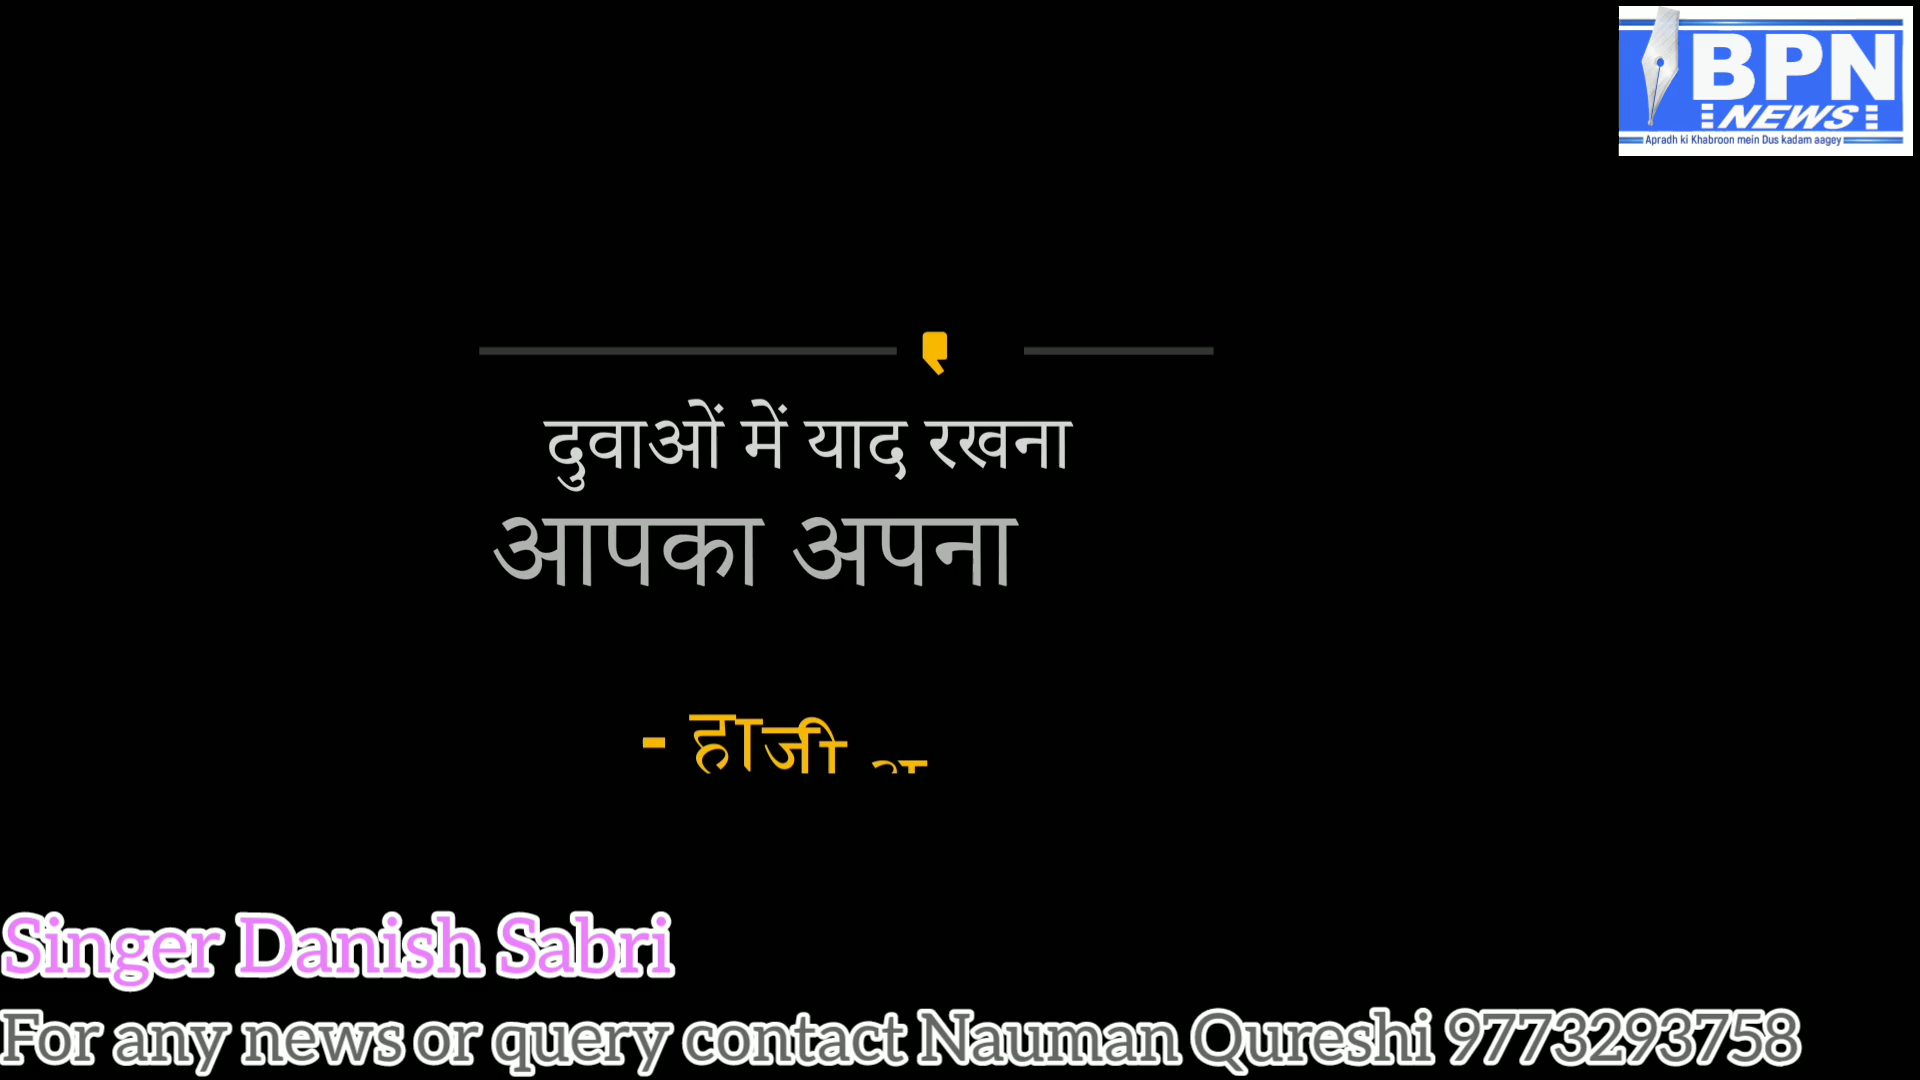 BPN
NEWS
Apradh ki Khabroon mein Dus kadam aagey
दुवाओं में याद रखना
आपका अपना
- हाजी
Singer Danish Sabri
For any news or query contact Nauman Qureshi 9773293758